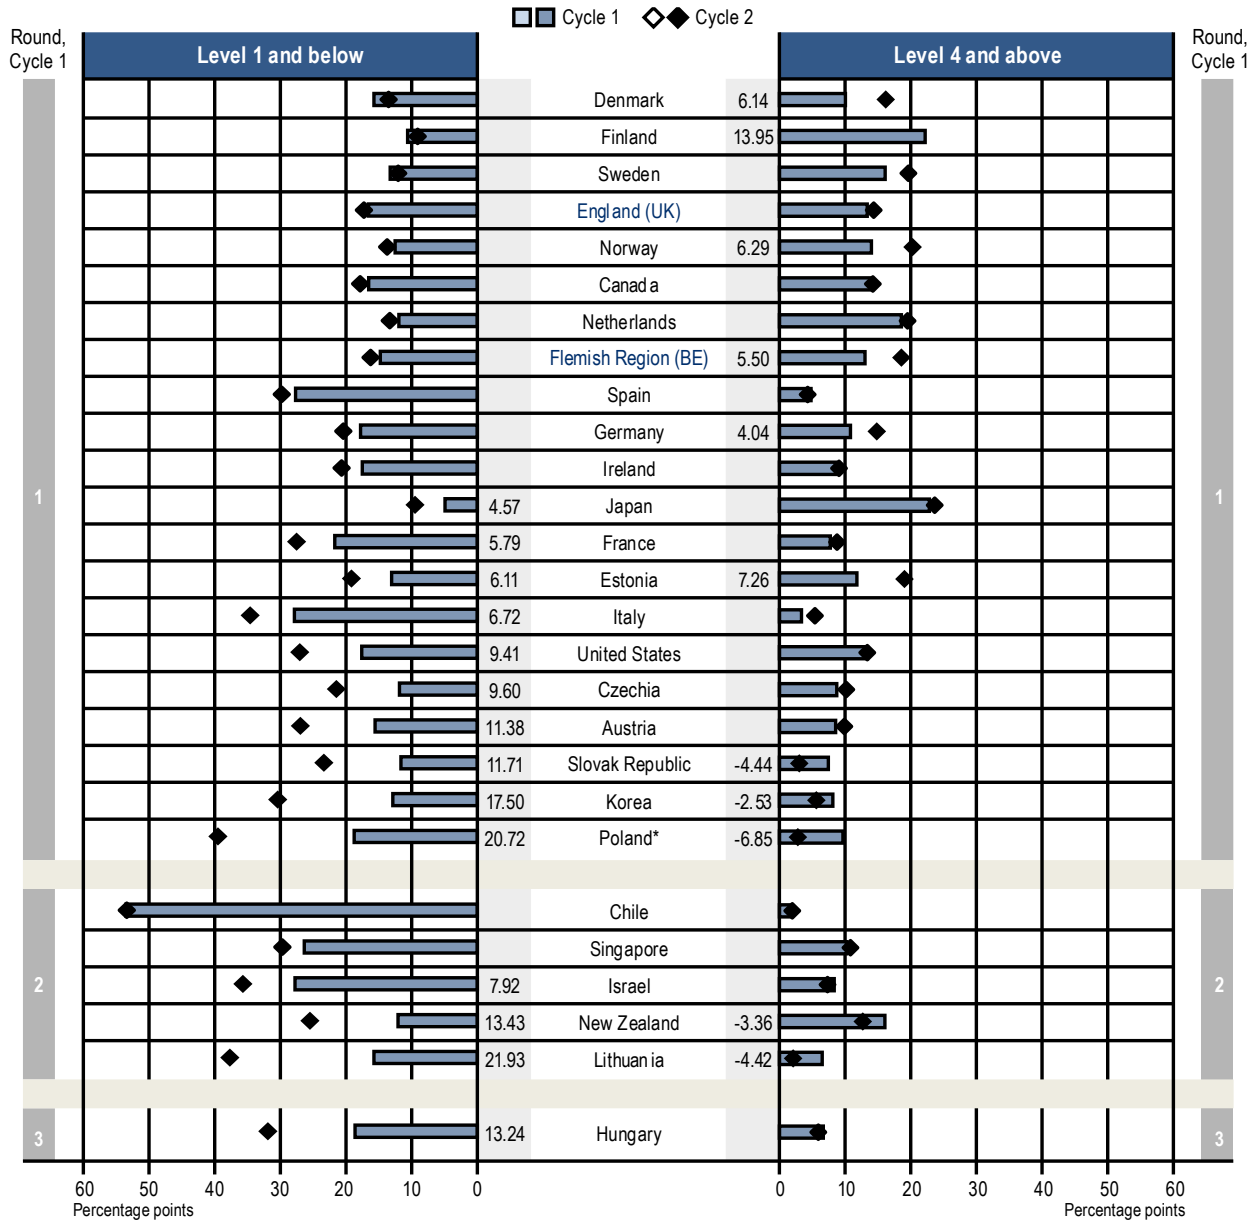 Cycle 1 Cycle 2
Round, Cycle 1
Level 1 and below
Level 4 and above
Round, Cycle 1
1
1
Denmark 6.14
Finland 13.95
Sweden
England (UK)
Norway 6.29
Canada
Netherlands
Flemish Region (BE) 5.50
Spain
Germany 4.04
Ireland
4.57 Japan
5.79 France
6.11 Estonia 7.26
6.72 Italy
9.41 United States
9.60 Czechia
11.38 Austria
11.71 Slovak Republic -4.44
17.50 Korea -2.53
20.72 Poland* -6.85
2
2
Chile
Singapore
7.92 Israel
13.43 New Zealand -3.36
21.93 Lithuania -4.42
3 13.24 Hungary 3
60 50 40 30 20 10 0 0 10 20 30 40 50 60
Percentage points Percentage points